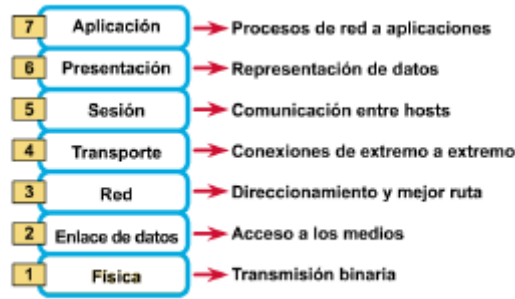 7 Aplicación Procesos de red a aplicaciones
6 Presentación Representación de datos
5 Sesión Comunicación entre hosts
4 Transporte Conexiones de extremo a extremo
3 Red Direccionamiento y mejor ruta
2 Enlace de datos Acceso a los medios
1 Física Transmisión binaria